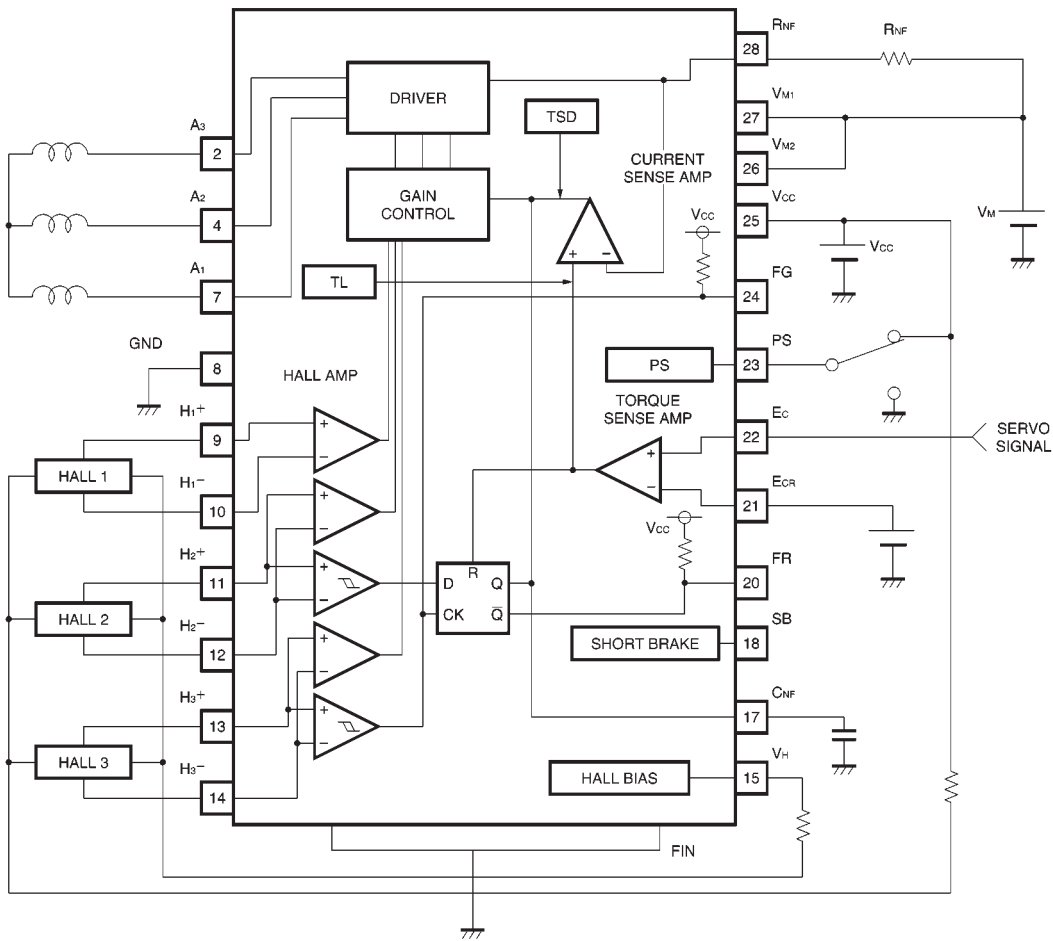 RNF
RNF
28
DRIVER
VM1
27
TSD
A3
2
CURRENT
SENSE AMP
VM2
26
A2
4
GAIN
CONTROL
VCC
25
VCC
VM
VCC
+
−
A1
7
TL
FG
24
GND
8
HALL AMP
PS
PS
23
TORQUE
SENSE AMP
H1+
9
+
−
EC
22
SERVO
SIGNAL
+
−
HALL 1
H1−
10
ECR
21
+
−
VCC
H2+
11
+
−
R
D
Q
CK
Q̅
FR
20
HALL 2
H2−
12
SB
SHORT BRAKE
18
+
−
H3+
13
+
−
CNF
17
HALL 3
H3−
14
VH
HALL BIAS
15
FIN